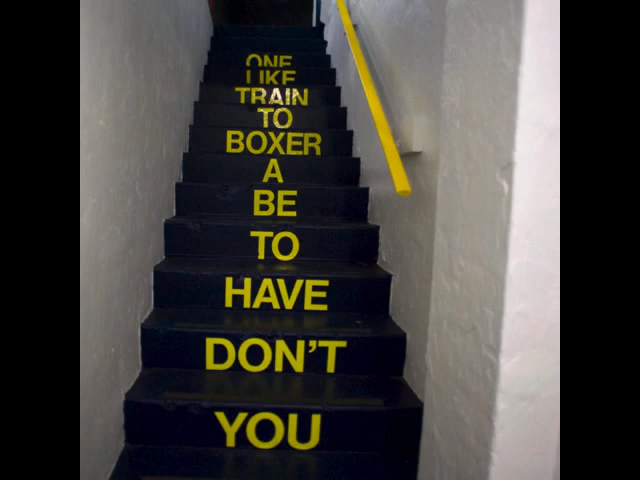 YOU
DON'T
HAVE
TO
BE
A
BOXER
TO
TRAIN
LIKE
ONE